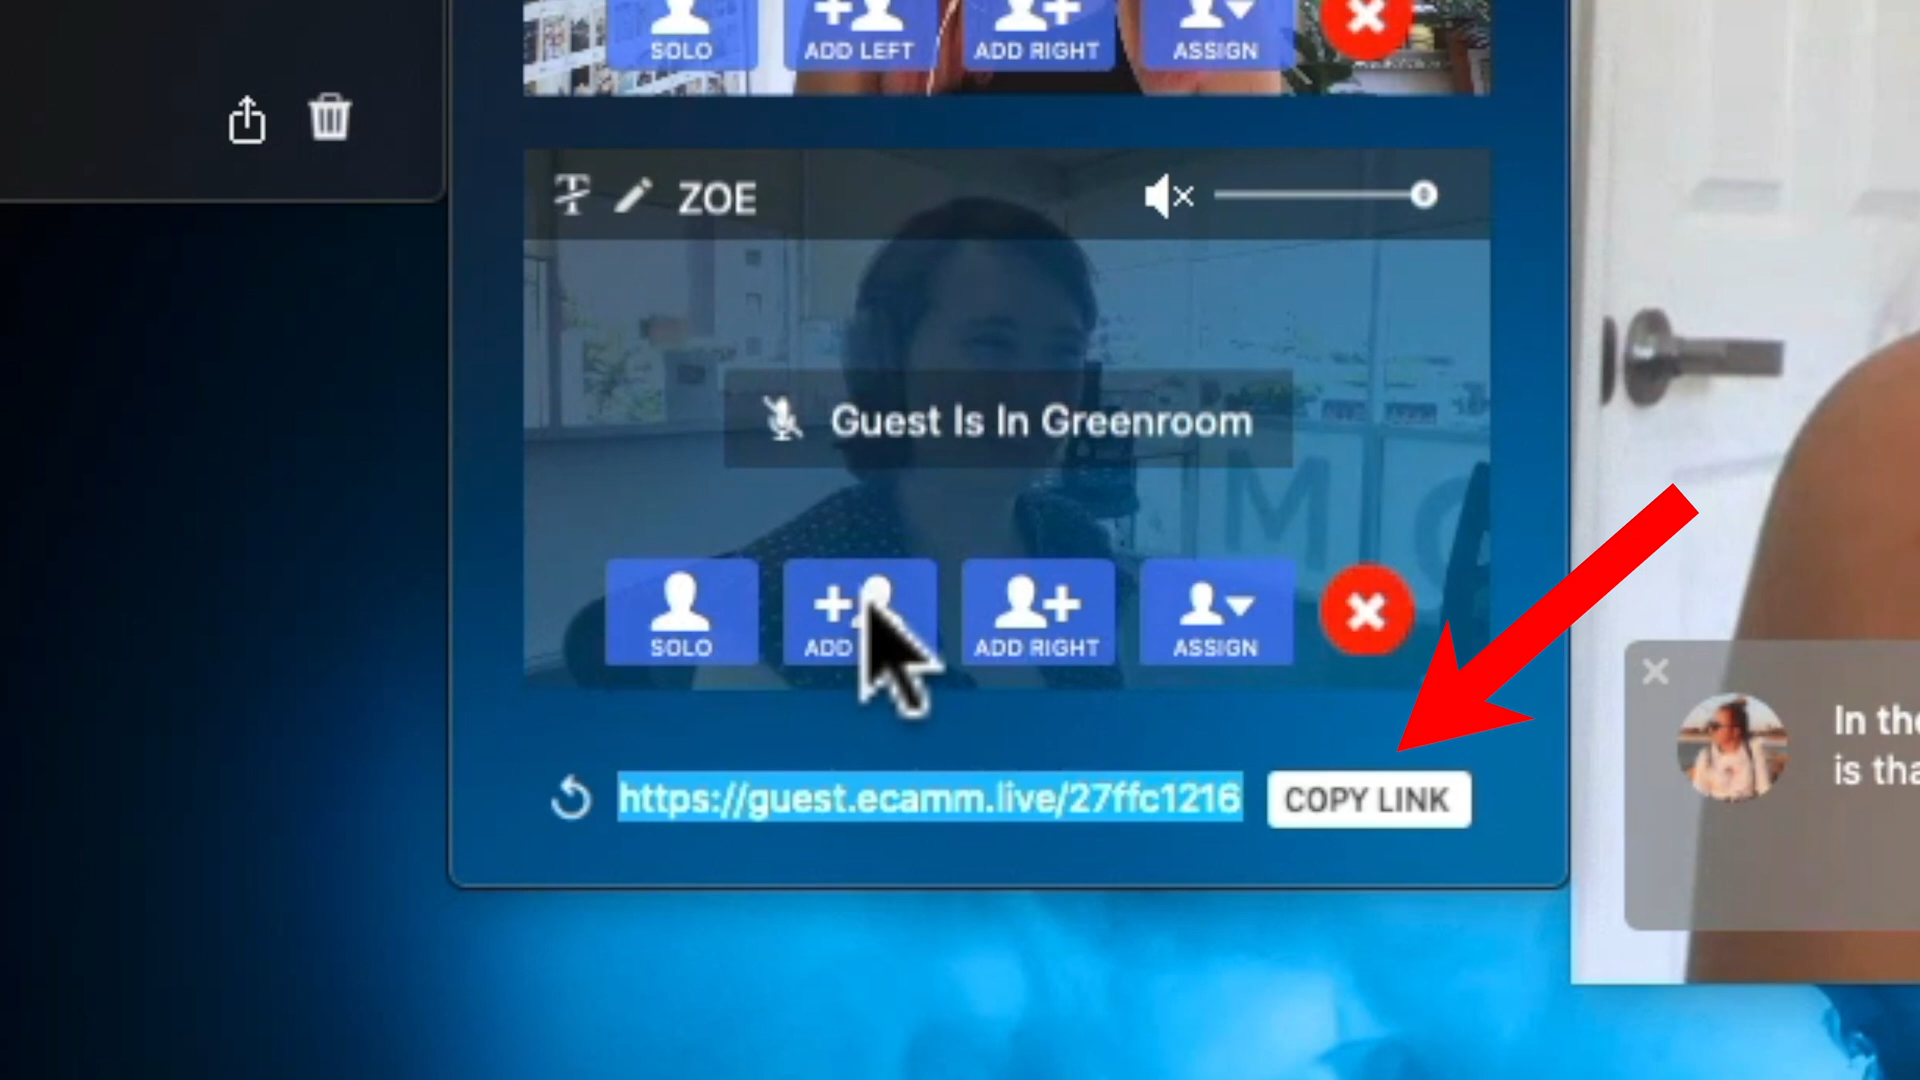 SOLO
ADD LEFT
ADD RIGHT
ASSIGN
ZOE
Guest Is In Greenroom
SOLO
ADD
ADD RIGHT
ASSIGN
https://guest.ecamm.live/27ffc1216
COPY LINK
In the
is tha
M